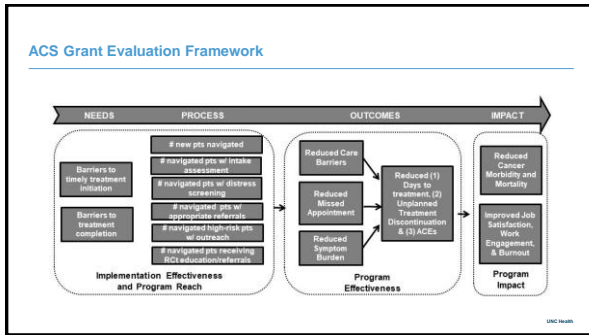 ACS Grant Evaluation Framework
NEEDS
PROCESS
OUTCOMES
IMPACT
Barriers to
timely treatment
initiation
Barriers to
treatment
completion
# new pts navigated
# navigated pts w/ intake
assessment
# navigated pts w/ distress
screening
# navigated pts w/
appropriate referrals
# navigated high-risk pts
w/ outreach
# navigated pts receiving
RCt education/referrals
Implementation Effectiveness
and Program Reach
Reduced Care
Barriers
Reduced
Missed
Appointment
Reduced
Symptom
Burden
Reduced (1)
Days to
treatment, (2)
Unplanned
Treatment
Discontinuation
& (3) ACEs
Program
Effectiveness
Reduced
Cancer
Morbidity and
Mortality
Improved Job
Satisfaction,
Work
Engagement,
& Burnout
Program
Impact
UNC Health